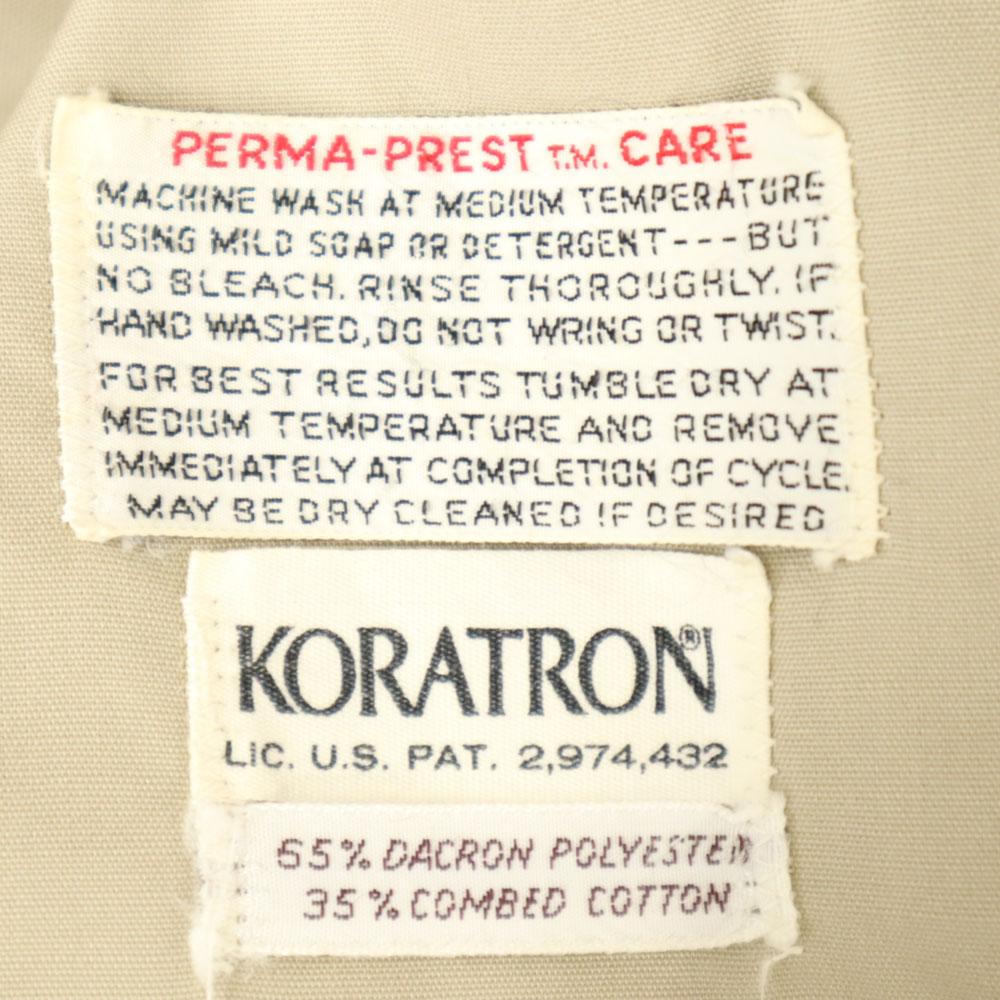 PERMA-PREST T.M. CARE
MACHINE WASH AT MEDIUM TEMPERATURE
USING MILD SOAP OR DETERGENT---BUT
NO BLEACH. RINSE THOROUGHLY. IF
HAND WASHED, DO NOT WRING OR TWIST.
FOR BEST RESULTS TUMBLE DRY AT
MEDIUM TEMPERATURE AND REMOVE
IMMEDIATELY AT COMPLETION OF CYCLE.
MAY BE DRY CLEANED IF DESIRED
KORATRON®
LIC. U.S. PAT. 2,974,432
65% DACRON POLYESTER
35% COMBED COTTON